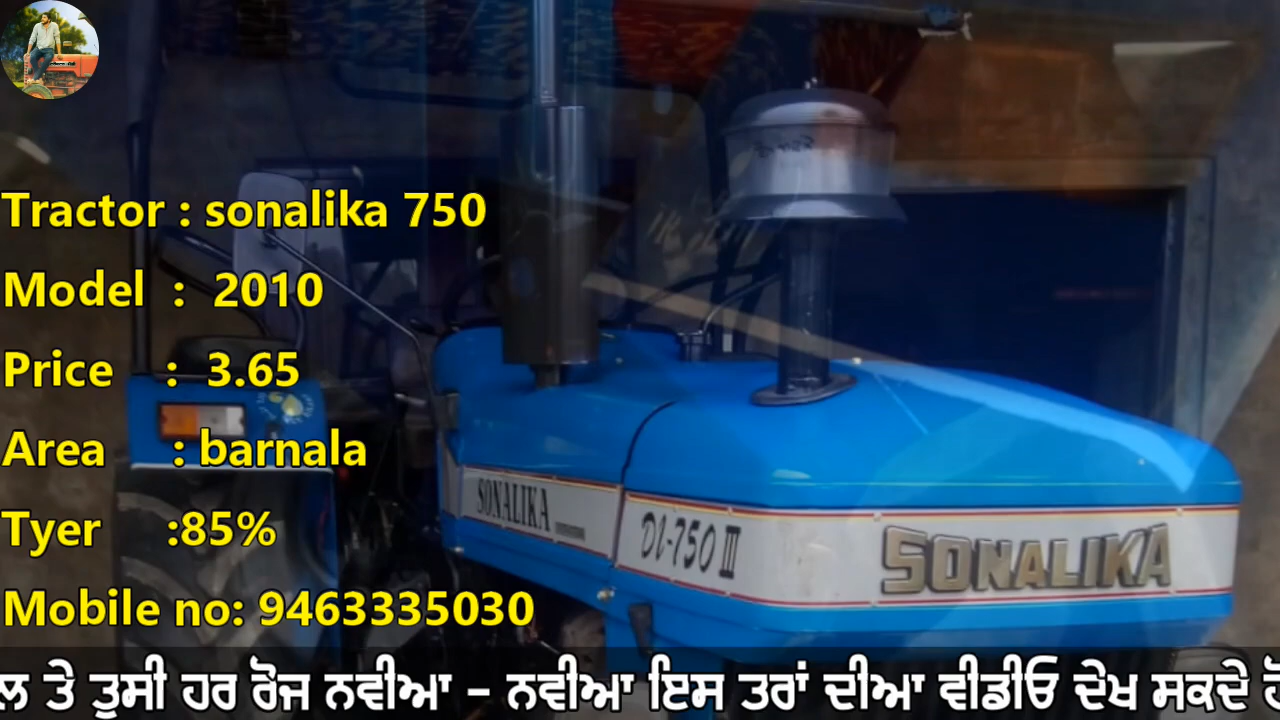 Tractor : sonalika 750
Model : 2010
Price : 3.65
Area : barnala
Tyer :85%
Mobile no: 9463335030
SONALIKA
DI-750 III
SONALIKA
ਤੇ ਤੁਸੀ ਹਰ ਰੋਜ ਨਵੀਆ - ਨਵੀਆ ਇਸ ਤਰਾਂ ਦੀਆ ਵੀਡੀਓ ਦੇਖ ਸਕਦੇ